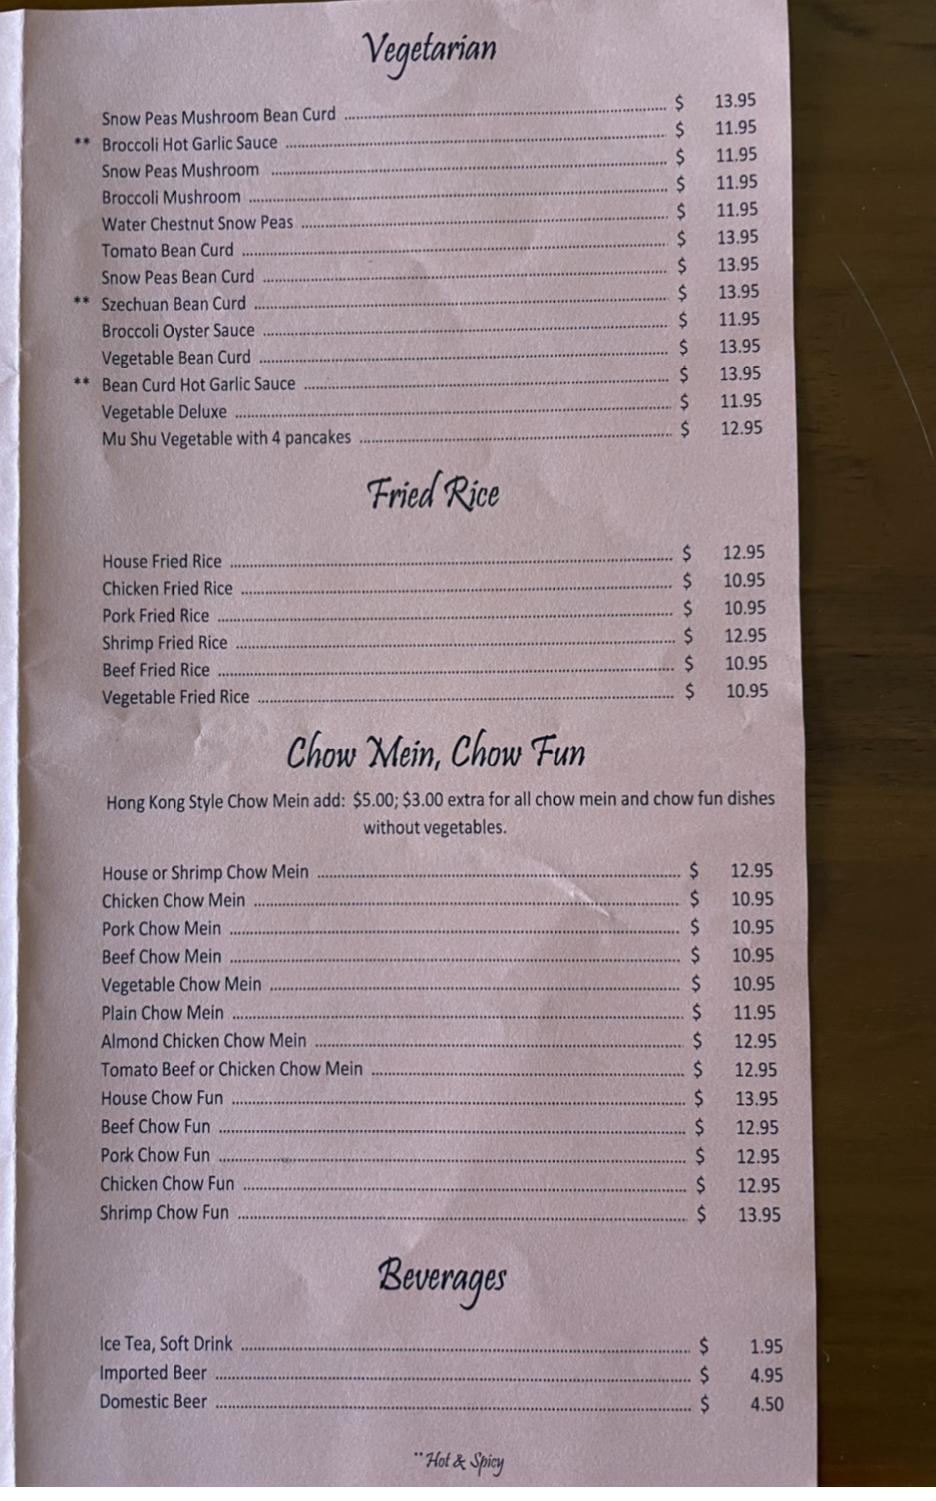 Vegetarian
Snow Peas Mushroom Bean Curd ........ $ 13.95
** Broccoli Hot Garlic Sauce ........ $ 11.95
Snow Peas Mushroom ........ $ 11.95
Broccoli Mushroom ........ $ 11.95
Water Chestnut Snow Peas ........ $ 11.95
Tomato Bean Curd ........ $ 13.95
Snow Peas Bean Curd ........ $ 13.95
** Szechuan Bean Curd ........ $ 13.95
Broccoli Oyster Sauce ........ $ 11.95
Vegetable Bean Curd ........ $ 13.95
** Bean Curd Hot Garlic Sauce ........ $ 13.95
Vegetable Deluxe ........ $ 11.95
Mu Shu Vegetable with 4 pancakes ........ $ 12.95
Fried Rice
House Fried Rice ........ $ 12.95
Chicken Fried Rice ........ $ 10.95
Pork Fried Rice ........ $ 10.95
Shrimp Fried Rice ........ $ 12.95
Beef Fried Rice ........ $ 10.95
Vegetable Fried Rice ........ $ 10.95
Chow Mein, Chow Fun
Hong Kong Style Chow Mein add: $5.00; $3.00 extra for all chow mein and chow fun dishes
without vegetables.
House or Shrimp Chow Mein ........ $ 12.95
Chicken Chow Mein ........ $ 10.95
Pork Chow Mein ........ $ 10.95
Beef Chow Mein ........ $ 10.95
Vegetable Chow Mein ........ $ 10.95
Plain Chow Mein ........ $ 11.95
Almond Chicken Chow Mein ........ $ 12.95
Tomato Beef or Chicken Chow Mein ........ $ 12.95
House Chow Fun ........ $ 13.95
Beef Chow Fun ........ $ 12.95
Pork Chow Fun ........ $ 12.95
Chicken Chow Fun ........ $ 12.95
Shrimp Chow Fun ........ $ 13.95
Beverages
Ice Tea, Soft Drink ........ $ 1.95
Imported Beer ........ $ 4.95
Domestic Beer ........ $ 4.50
**Hot & Spicy